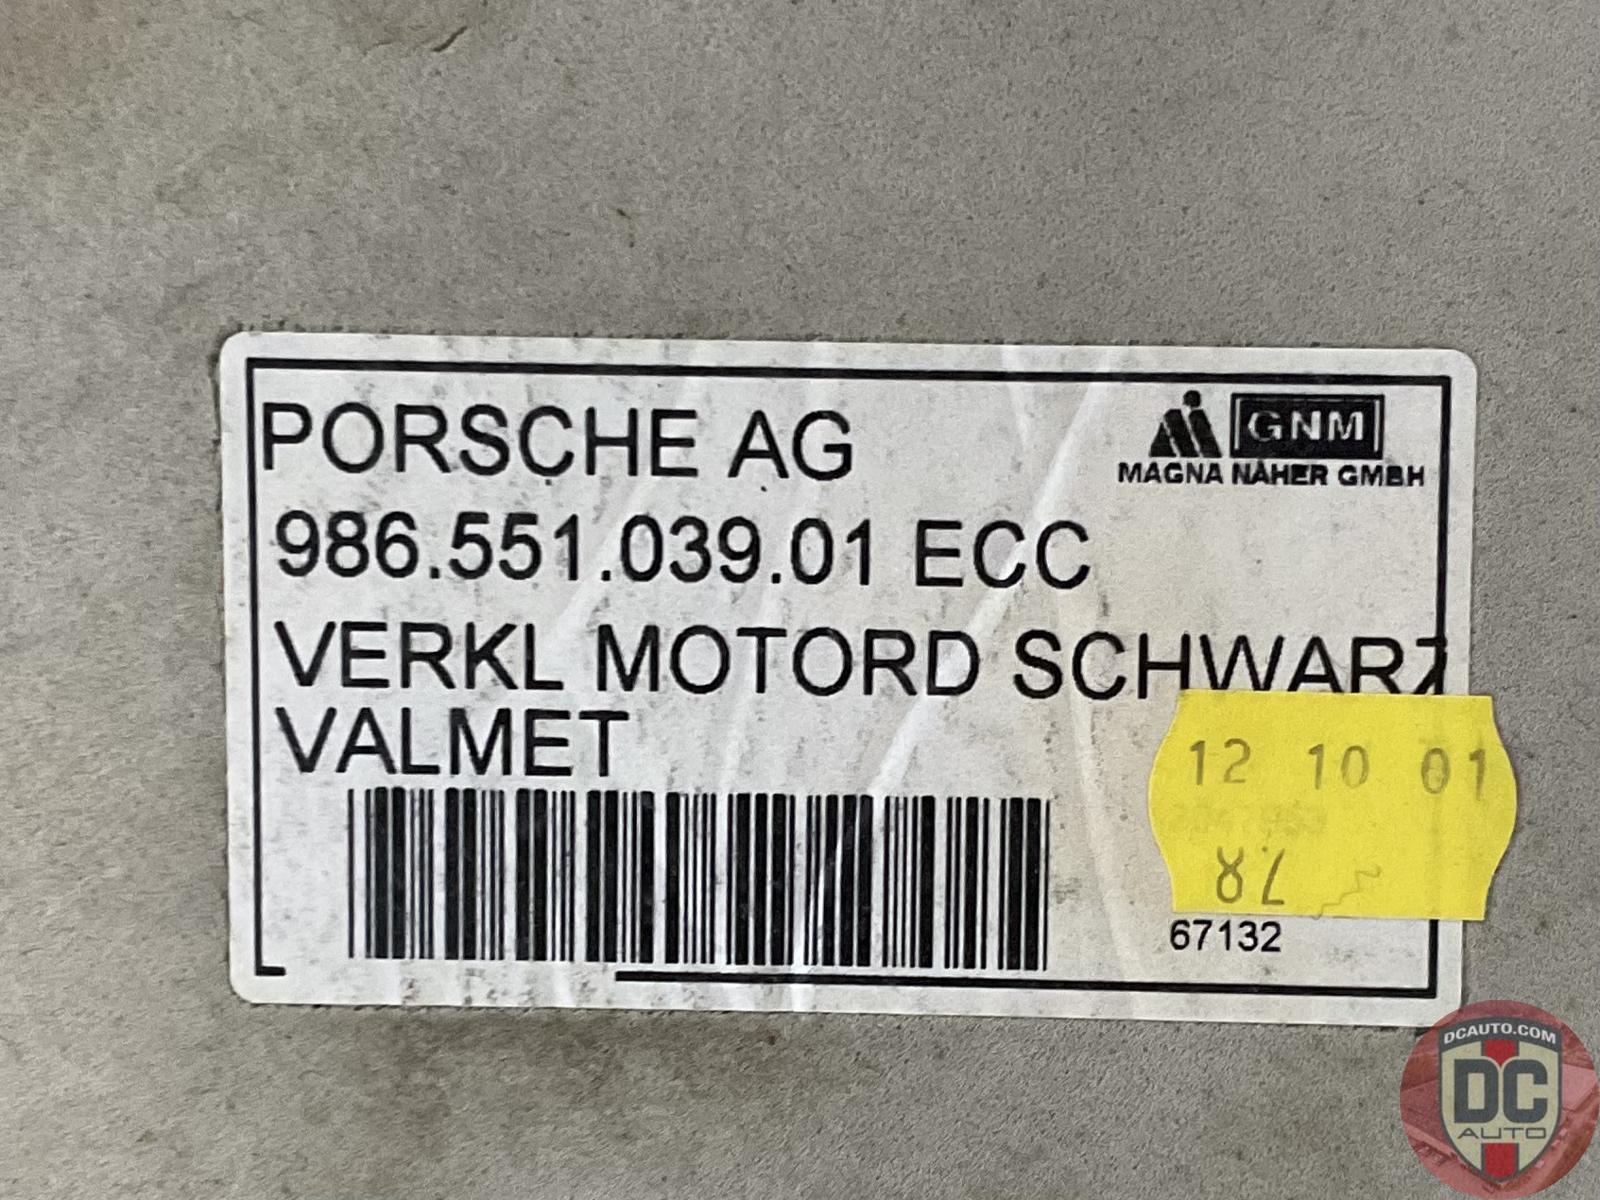 PORSCHE AG
GNM
MAGNA NÄHER GMBH
986.551.039.01 ECC
VERKL MOTORD SCHWARZ
VALMET
12 10 01
67132
DCAUTO.COM
DC
AUTO